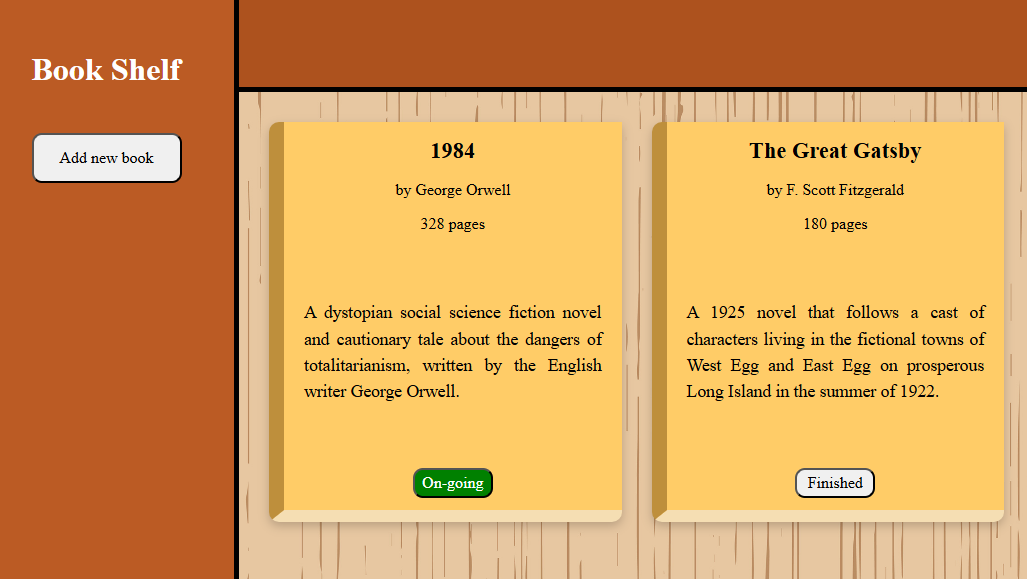 Book Shelf
Add new book
1984
by George Orwell
328 pages
A dystopian social science fiction novel
and cautionary tale about the dangers of
totalitarianism, written by the English
writer George Orwell.
On-going
The Great Gatsby
by F. Scott Fitzgerald
180 pages
A 1925 novel that follows a cast of
characters living in the fictional towns of
West Egg and East Egg on prosperous
Long Island in the summer of 1922.
Finished